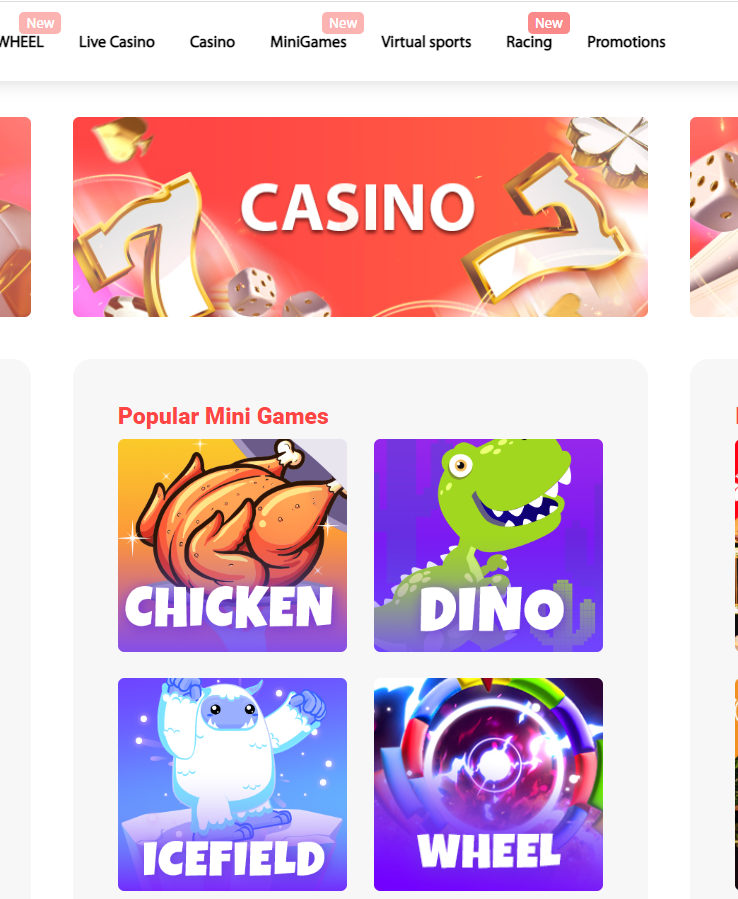 New New New
WHEEL Live Casino Casino MiniGames Virtual sports Racing Promotions
CASINO
Popular Mini Games
CHICKEN
DINO
ICEFIELD
WHEEL